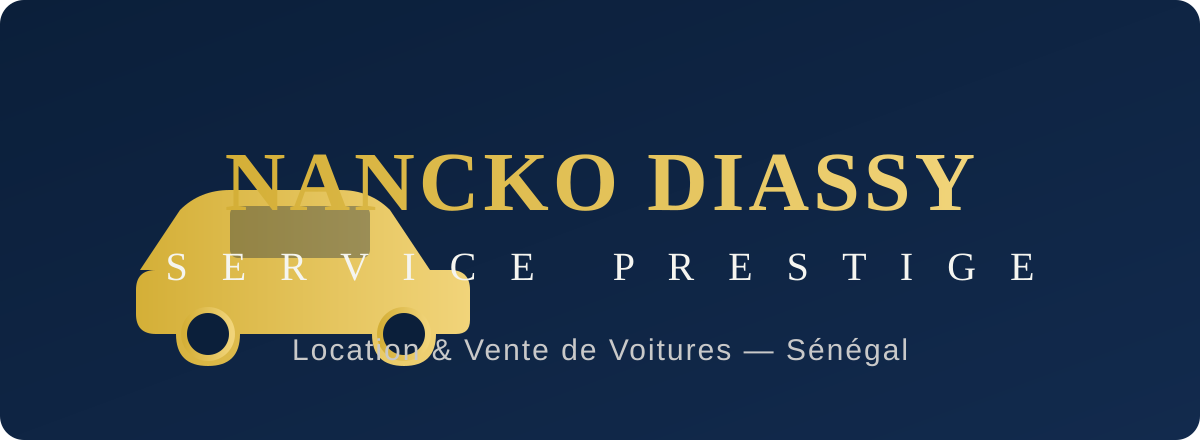 NANCKO DIASSY
SERVICE PRESTIGE
Location & Vente de Voitures — Sénégal